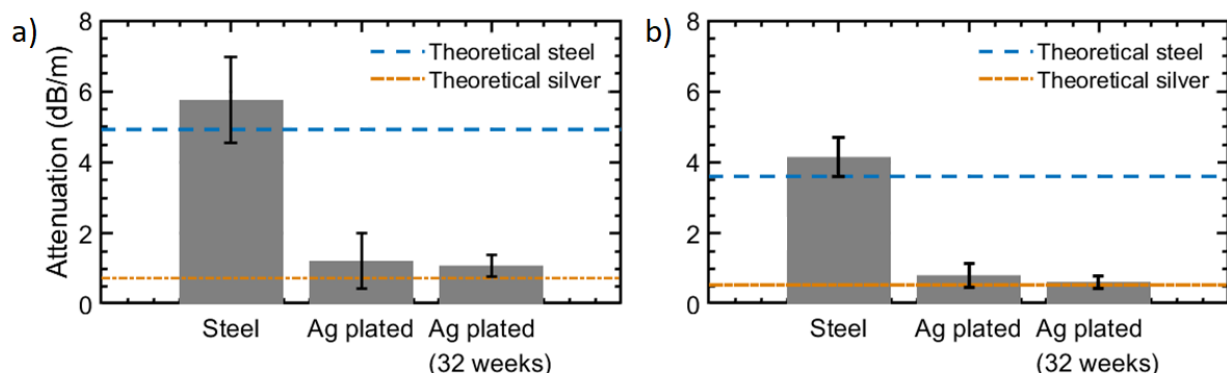 a)
Attenuation (dB/m)
8
6
4
2
0
Theoretical steel
Theoretical silver
Steel
Ag plated
Ag plated
(32 weeks)
b)
8
6
4
2
0
Theoretical steel
Theoretical silver
Steel
Ag plated
Ag plated
(32 weeks)